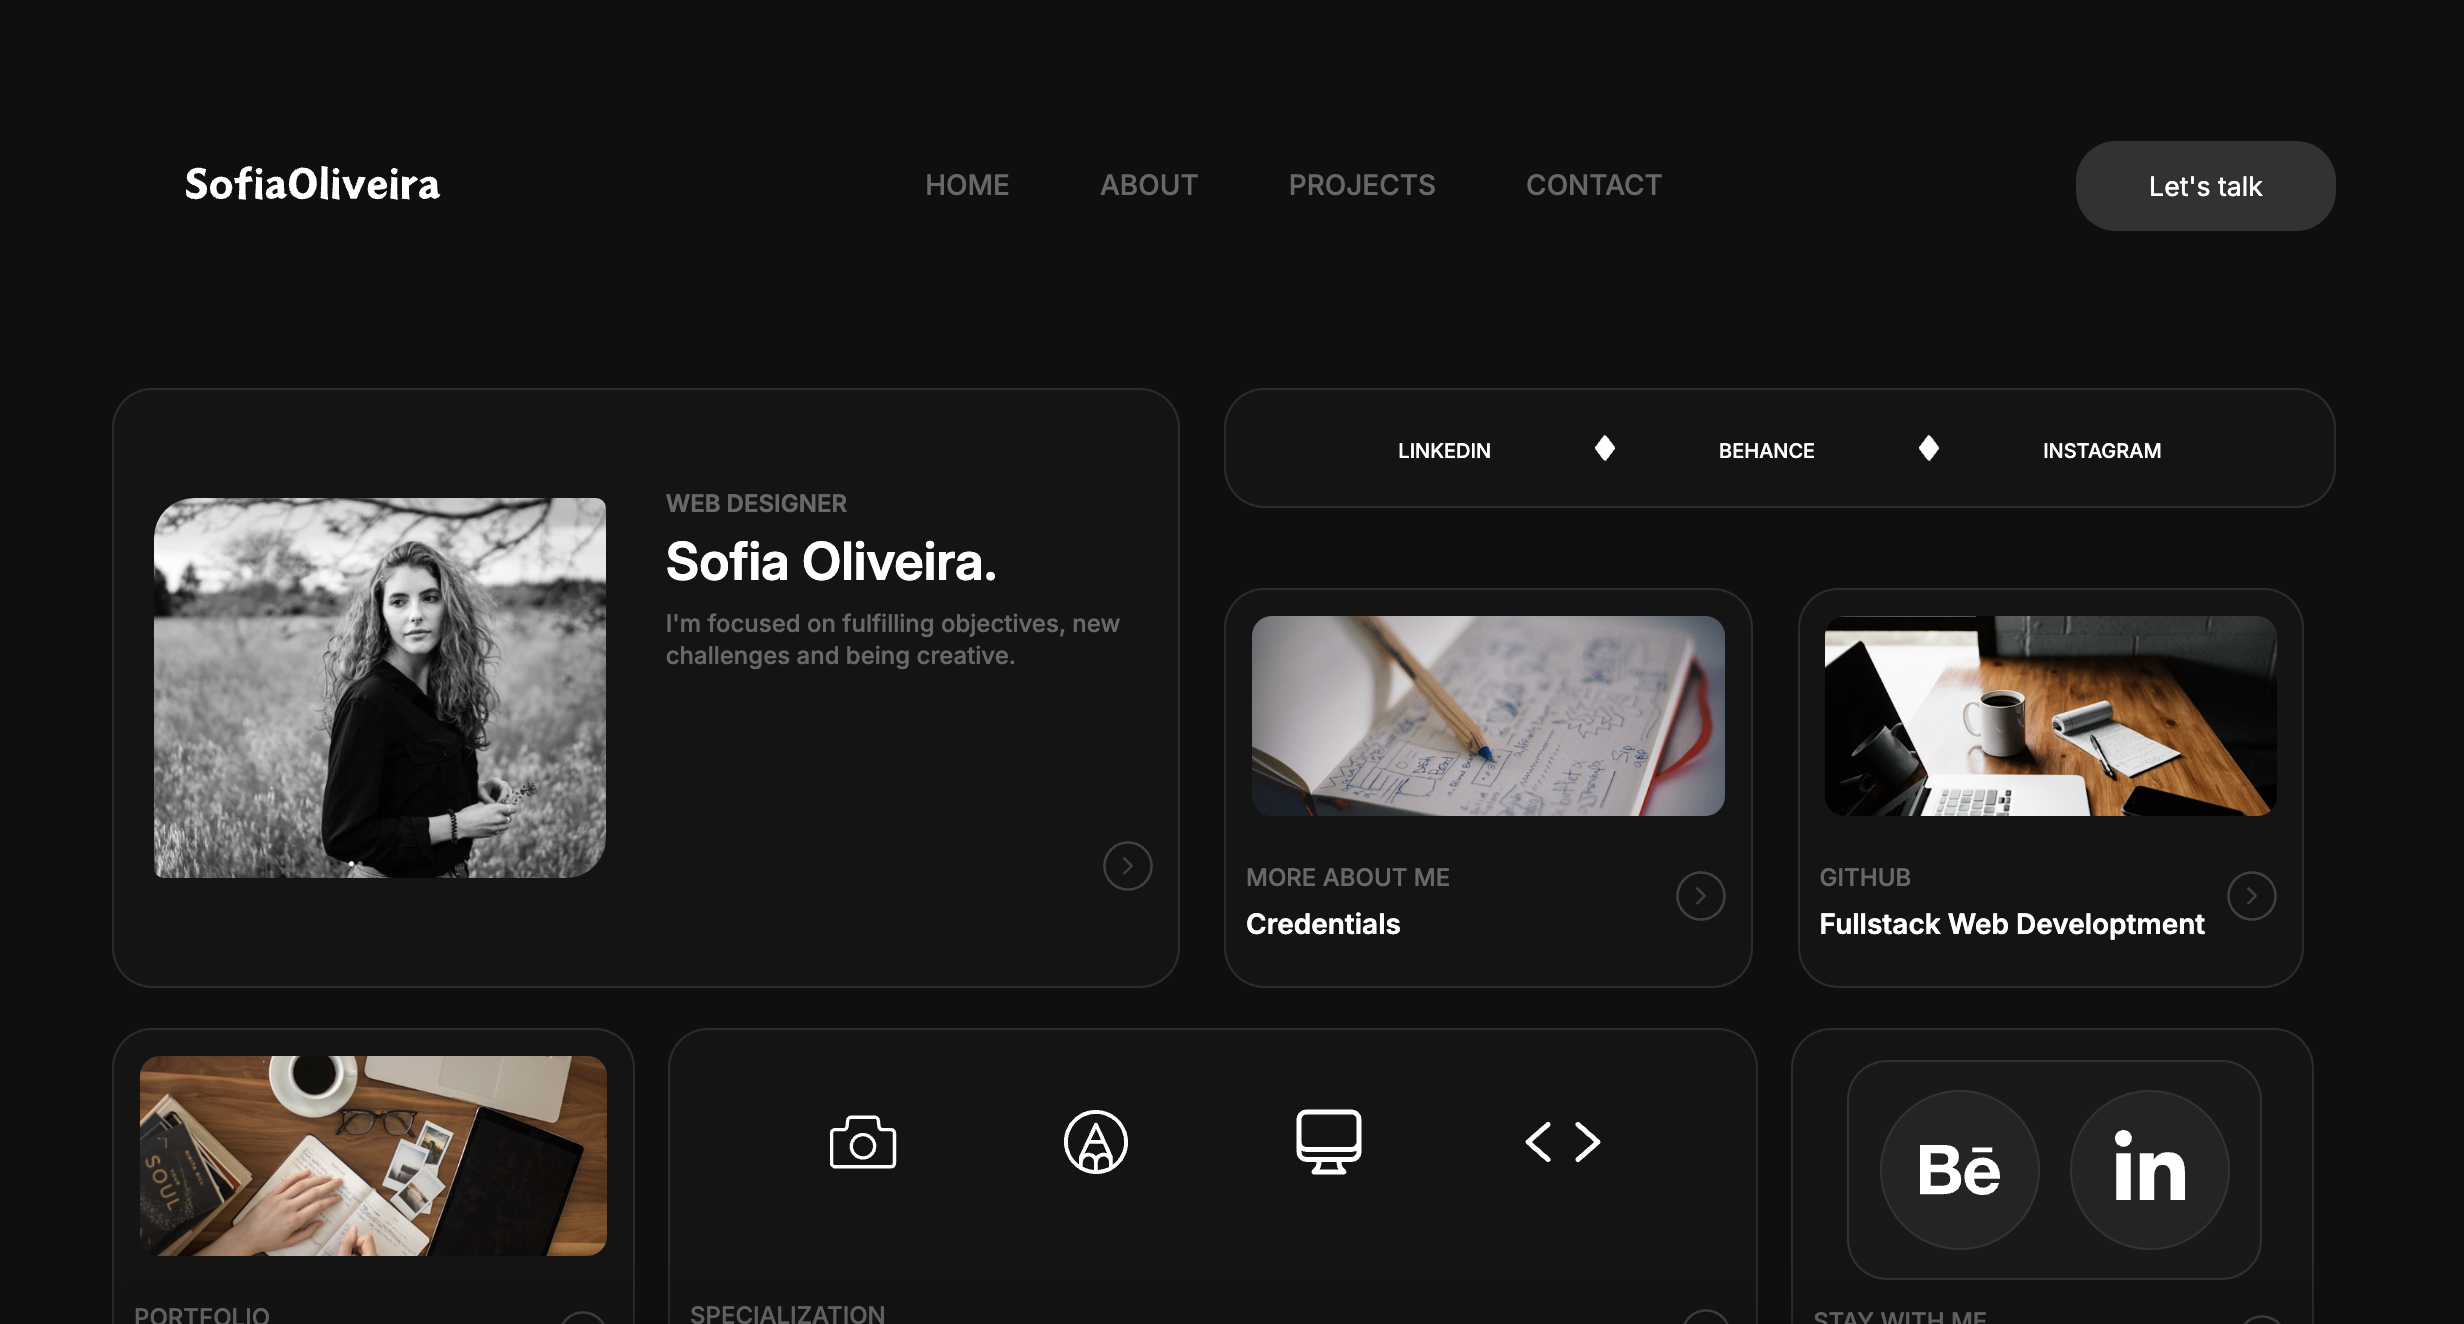 SofiaOliveira
HOME
ABOUT
PROJECTS
CONTACT
Let's talk
WEB DESIGNER
Sofia Oliveira.
I'm focused on fulfilling objectives, new
challenges and being creative.
LINKEDIN
BEHANCE
INSTAGRAM
MORE ABOUT ME
Credentials
GITHUB
Fullstack Web Developtment
SOUL
Bē
in
PORTFOLIO
SPECIALIZATION
STAY WITH ME